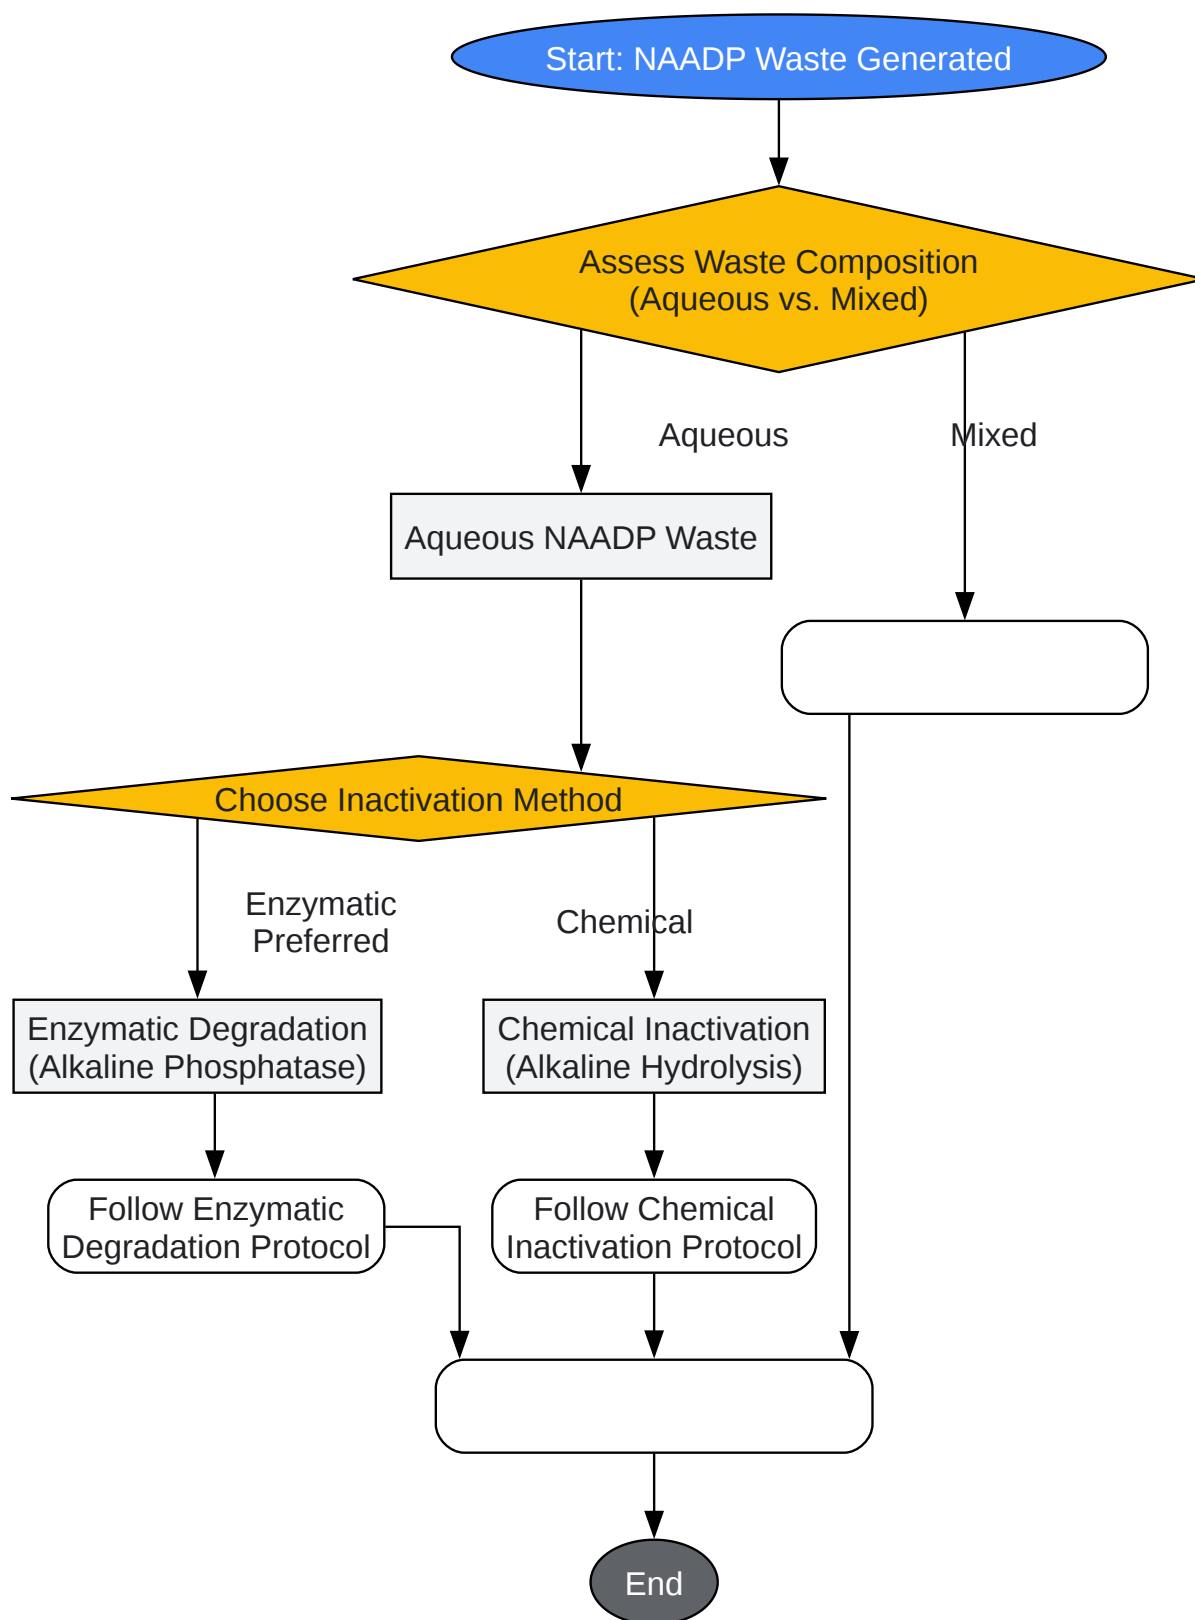 Start: NAADP Waste Generated
Assess Waste Composition
(Aqueous vs. Mixed)
Aqueous
Mixed
Aqueous NAADP Waste
Choose Inactivation Method
Enzymatic
Preferred
Chemical
Enzymatic Degradation
(Alkaline Phosphatase)
Chemical Inactivation
(Alkaline Hydrolysis)
Follow Enzymatic
Degradation Protocol
Follow Chemical
Inactivation Protocol
End